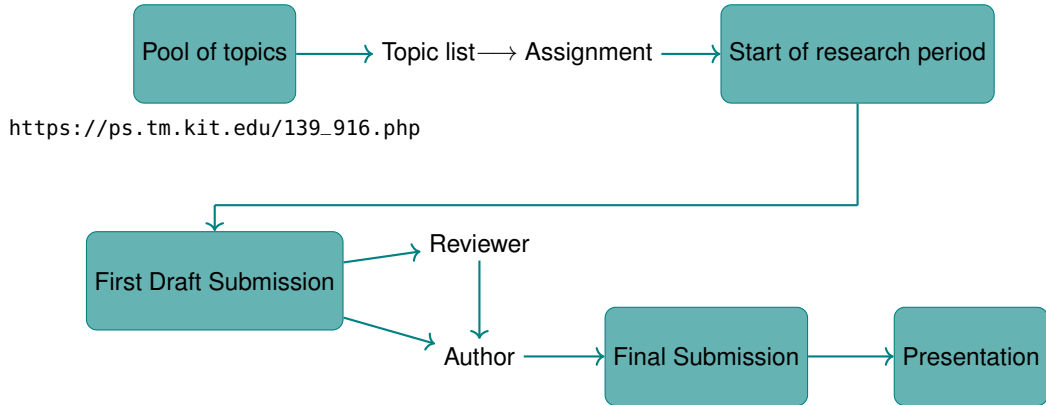 Pool of topics
Topic list
Assignment
Start of research period
https://ps.tm.kit.edu/139_916.php
Reviewer
First Draft Submission
Author
Final Submission
Presentation